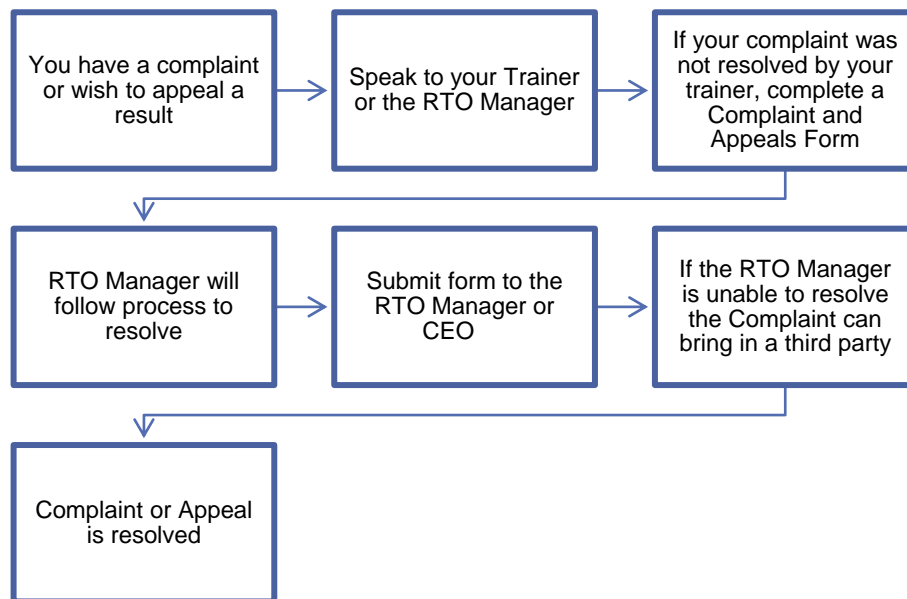 You have a complaint
or wish to appeal a
result
Speak to your Trainer
or the RTO Manager
If your complaint was
not resolved by your
trainer, complete a
Complaint and
Appeals Form
RTO Manager will
follow process to
resolve
Submit form to the
RTO Manager or
CEO
If the RTO Manager
is unable to resolve
the Complaint can
bring in a third party
Complaint or Appeal
is resolved